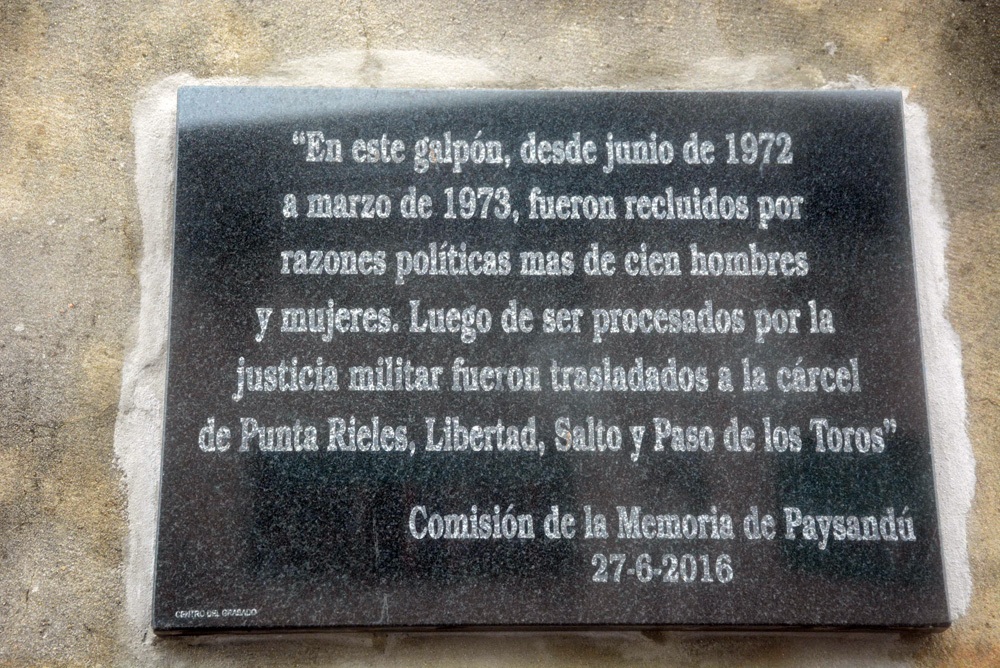 “En este galpón, desde junio de 1972
a marzo de 1973, fueron recluidos por
razones políticas mas de cien hombres
y mujeres. Luego de ser procesados por la
justicia militar fueron trasladados a la cárcel
de Punta Rieles, Libertad, Salto y Paso de los Toros”
Comisión de la Memoria de Paysandú
27-6-2016
CENTRO DEL GRABADO